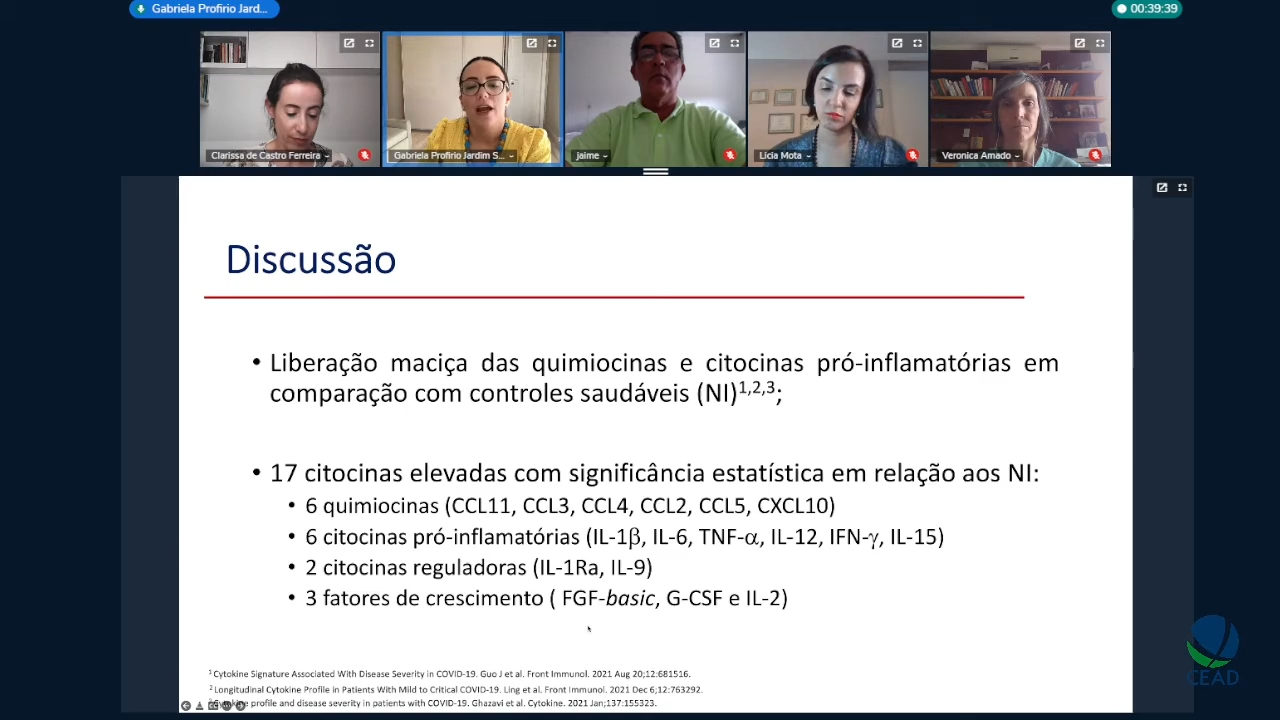 Gabriela Profirio Jard...
00:39:39
Clarissa de Castro Ferreira
Gabriela Profirio Jardim S...
jaime
Licia Mota
Veronica Amado
Discussão
• Liberação maciça das quimiocinas e citocinas pró-inflamatórias em
comparação com controles saudáveis (NI)1,2,3;
• 17 citocinas elevadas com significância estatística em relação aos NI:
• 6 quimiocinas (CCL11, CCL3, CCL4, CCL2, CCL5, CXCL10)
• 6 citocinas pró-inflamatórias (IL-1β, IL-6, TNF-α, IL-12, IFN-γ, IL-15)
• 2 citocinas reguladoras (IL-1Ra, IL-9)
• 3 fatores de crescimento ( FGF-basic, G-CSF e IL-2)
1 Cytokine Signature Associated With Disease Severity in COVID-19. Guo J et al. Front Immunol. 2021 Aug 20;12:681516.
2 Longitudinal Cytokine Profile in Patients With Mild to Critical COVID-19. Ling et al. Front Immunol. 2021 Dec 6;12:763292.
3 Cytokine profile and disease severity in patients with COVID-19. Ghazavi et al. Cytokine. 2021 Jan;137:155323.
CEAD